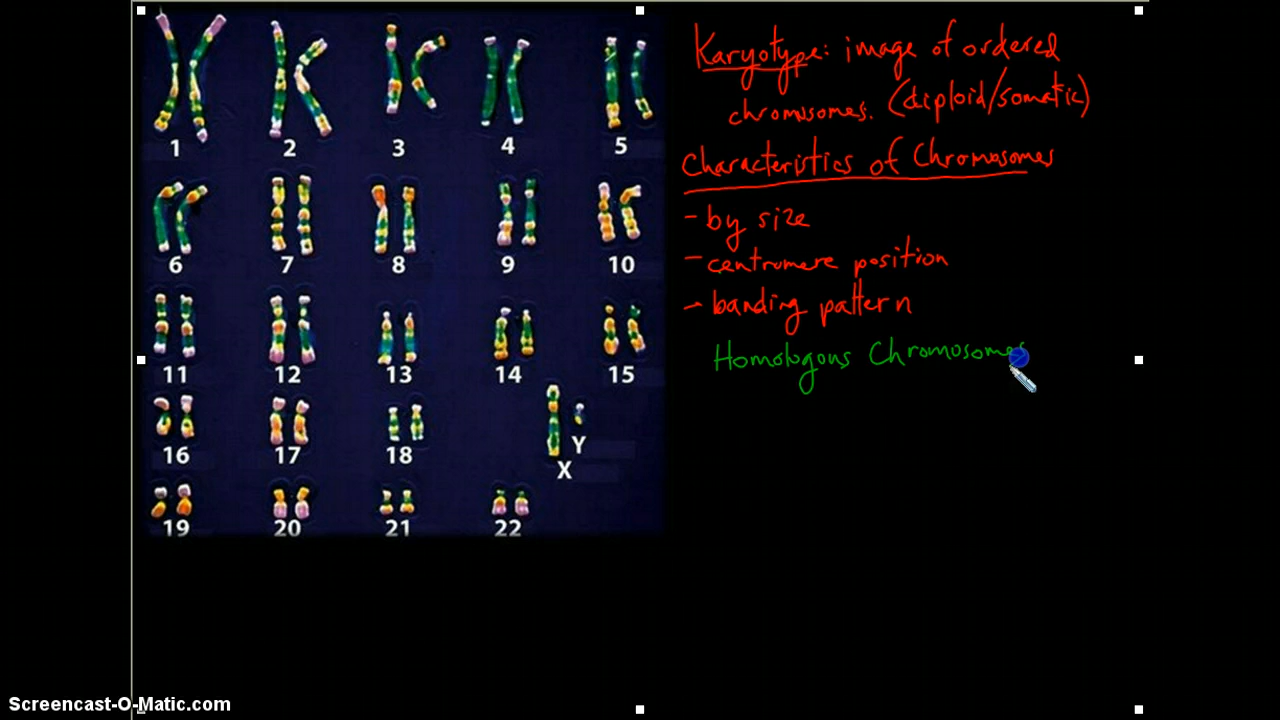 Karyotype: image of ordered
chromosomes. (diploid/somatic)
Characteristics of Chromosomes
- by size
- centromere position
- banding pattern
Homologous Chromosomes
1 2 3 4 5
6 7 8 9 10
11 12 13 14 15
16 17 18 Y
X
19 20 21 22
Screencast-O-Matic.com